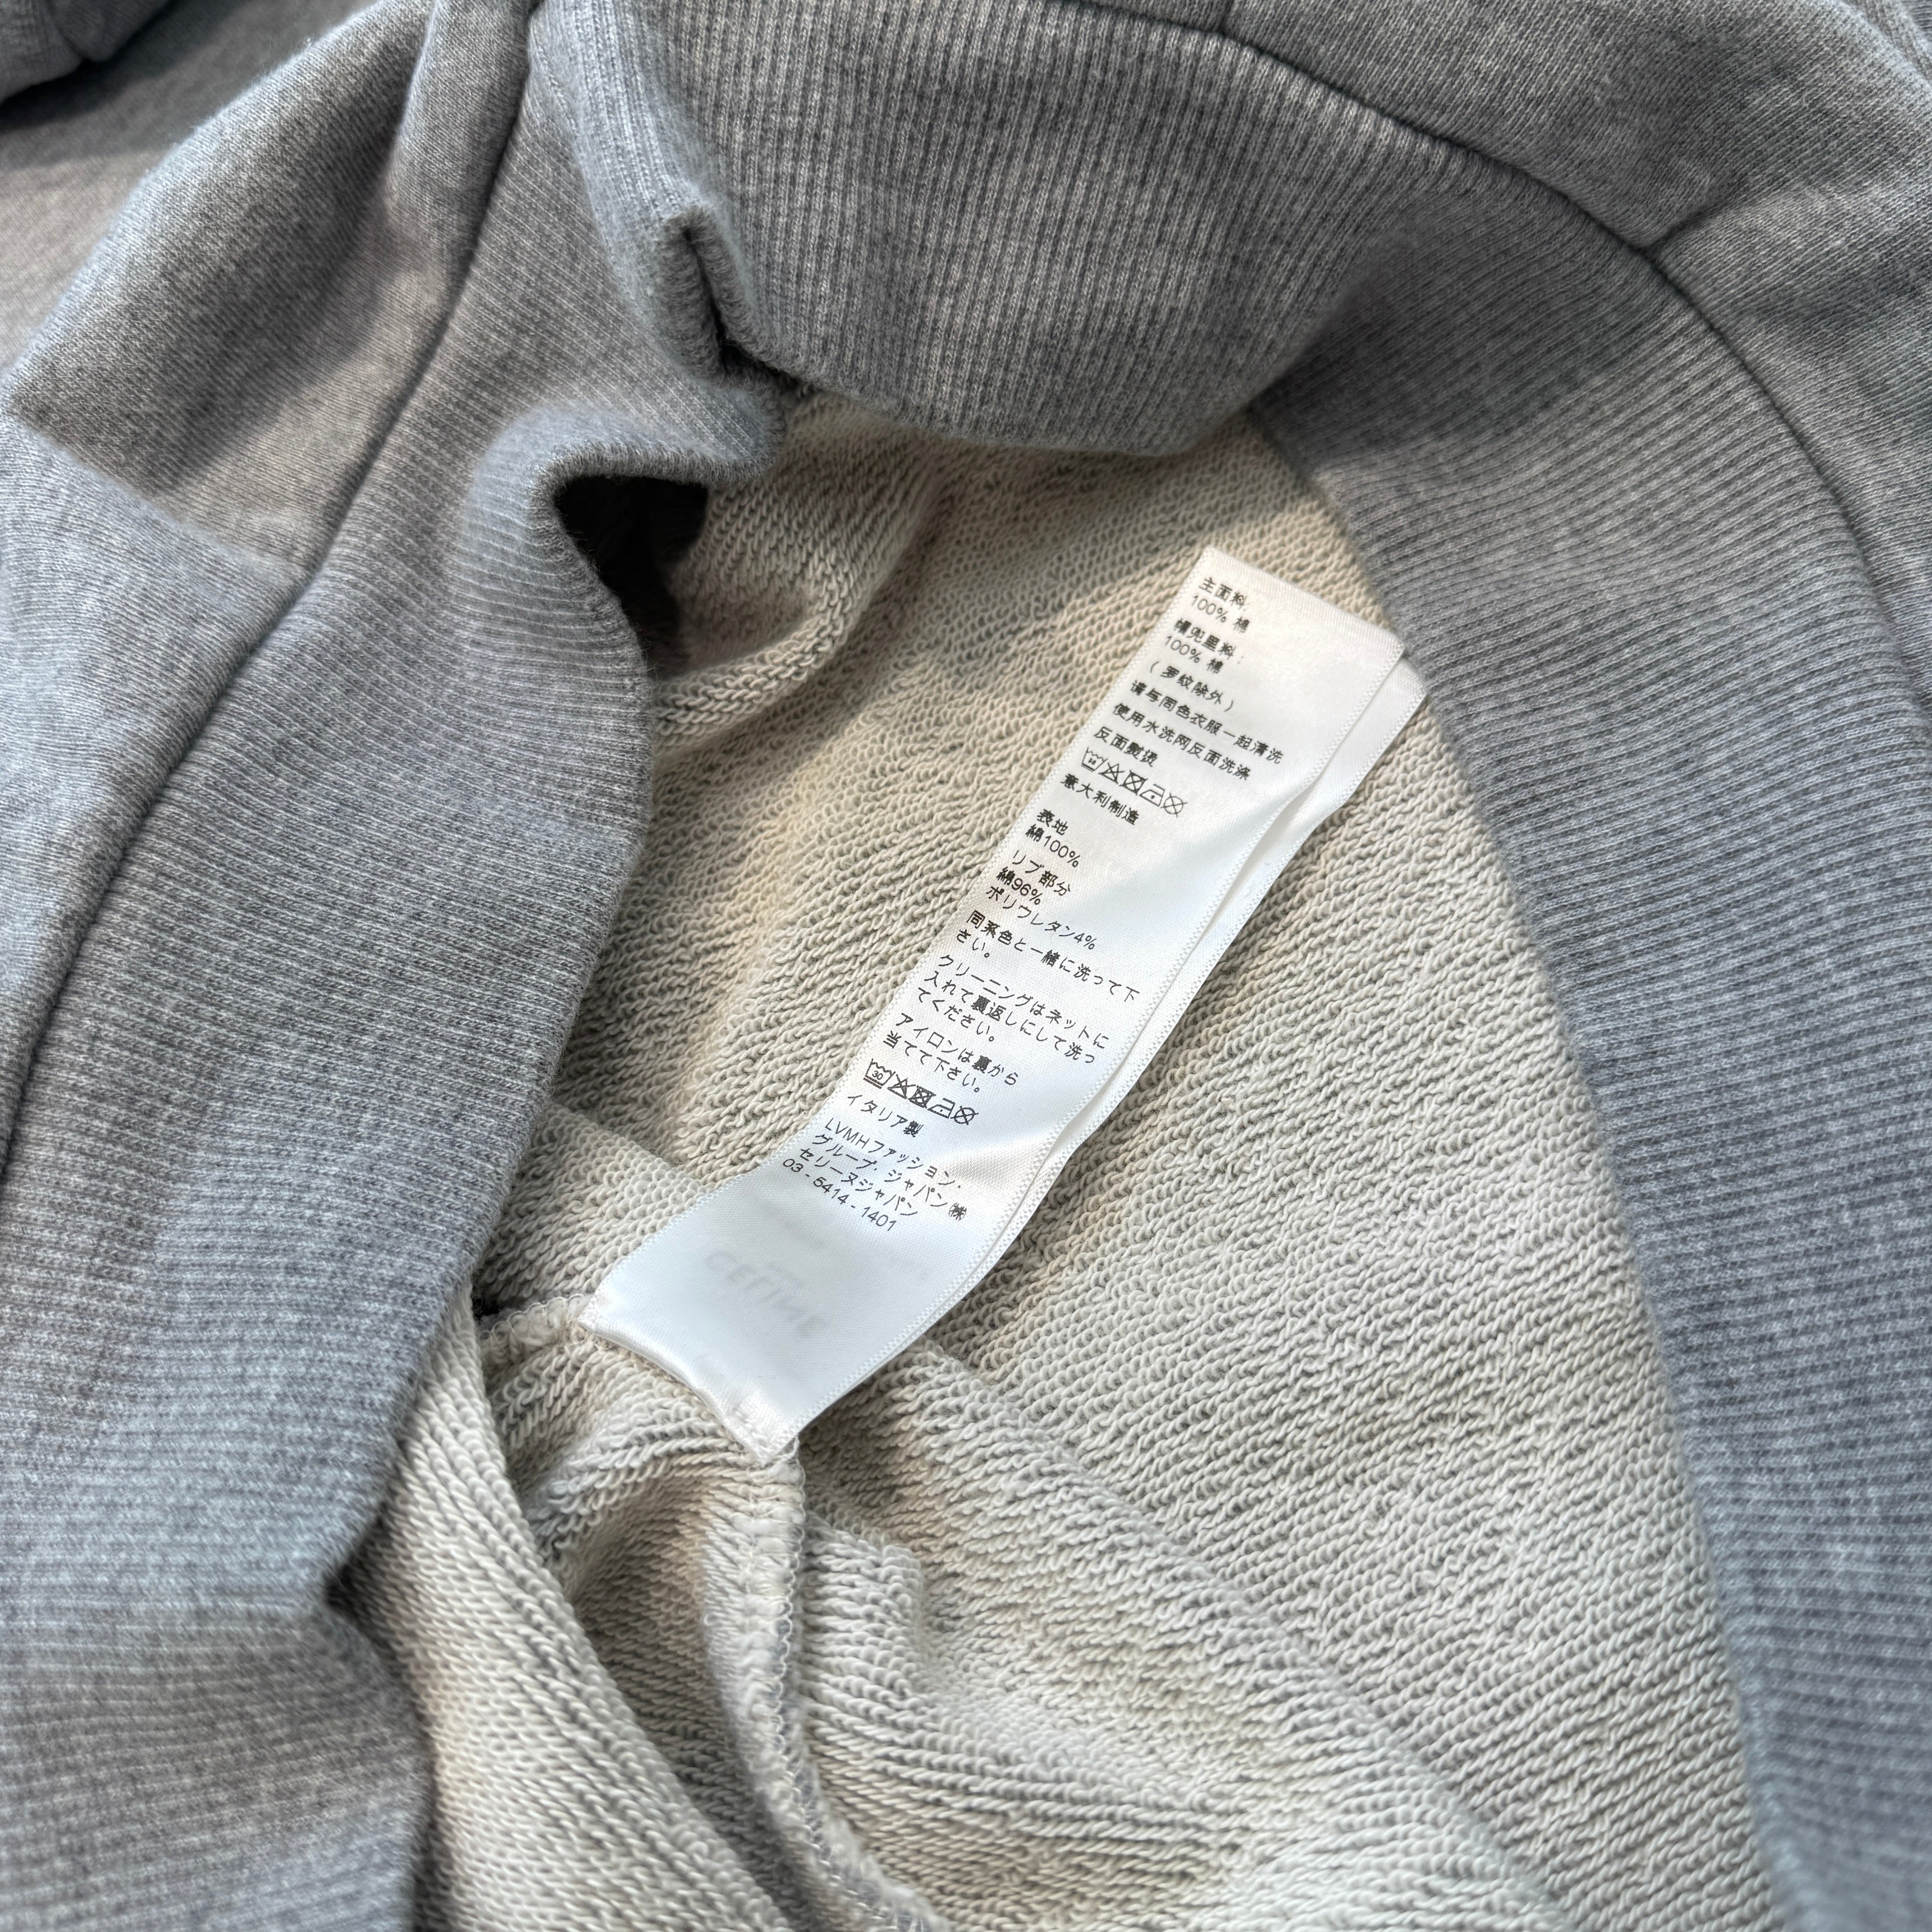 主面料:
100% 棉
帽兜里料:
100% 棉
(罗纹除外)
请与同色衣服一起清洗
使用水洗网反面洗涤
反面熨烫
意大利制造
表地
綿100%
リブ部分
綿96%
ポリウレタン4%
同系色と一緒に洗って下
さい。
クリーニングはネットに
入れて裏返しにして洗っ
てください。
アイロンは裏から
当てて下さい。
30
イタリア製
LVMHファッション・
グループ・ジャパン㈱
セリーヌジャパン
03-5414-1401
CELINE